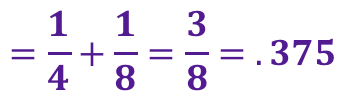 = 1/4 + 1/8 = 3/8 = .375